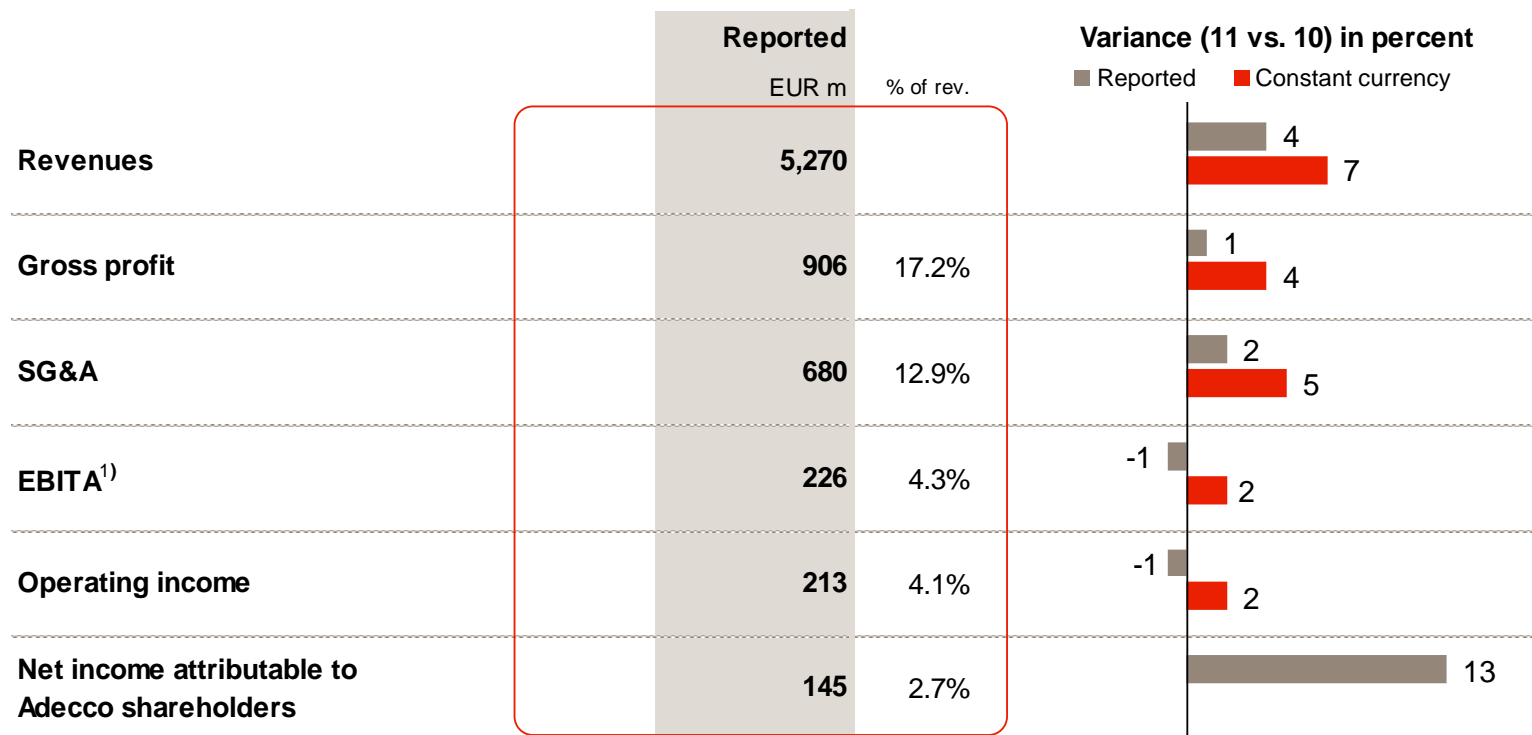 Reported
Variance (11 vs. 10) in percent
EUR m
% of rev.
Reported
Constant currency
Revenues
5,270
4
7
Gross profit
906
17.2%
1
4
SG&A
680
12.9%
2
5
EBITA1)
226
4.3%
-1
2
Operating income
213
4.1%
-1
2
Net income attributable to
Adecco shareholders
145
2.7%
13